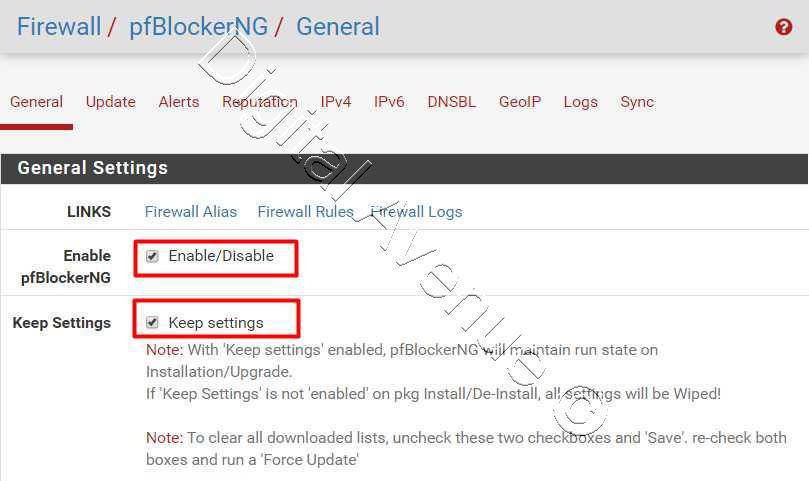 Firewall / pfBlockerNG / General
General Update Alerts Reputation IPv4 IPv6 DNSBL GeoIP Logs Sync
General Settings
LINKS Firewall Alias Firewall Rules Firewall Logs
Enable pfBlockerNG Enable/Disable
Keep Settings Keep settings
Note: With 'Keep settings' enabled, pfBlockerNG will maintain run state on
Installation/Upgrade.
If 'Keep Settings' is not 'enabled' on pkg Install/De-Install, all settings will be Wiped!
Note: To clear all downloaded lists, uncheck these two checkboxes and 'Save'. re-check both
boxes and run a 'Force Update'
Digital Avenue ©